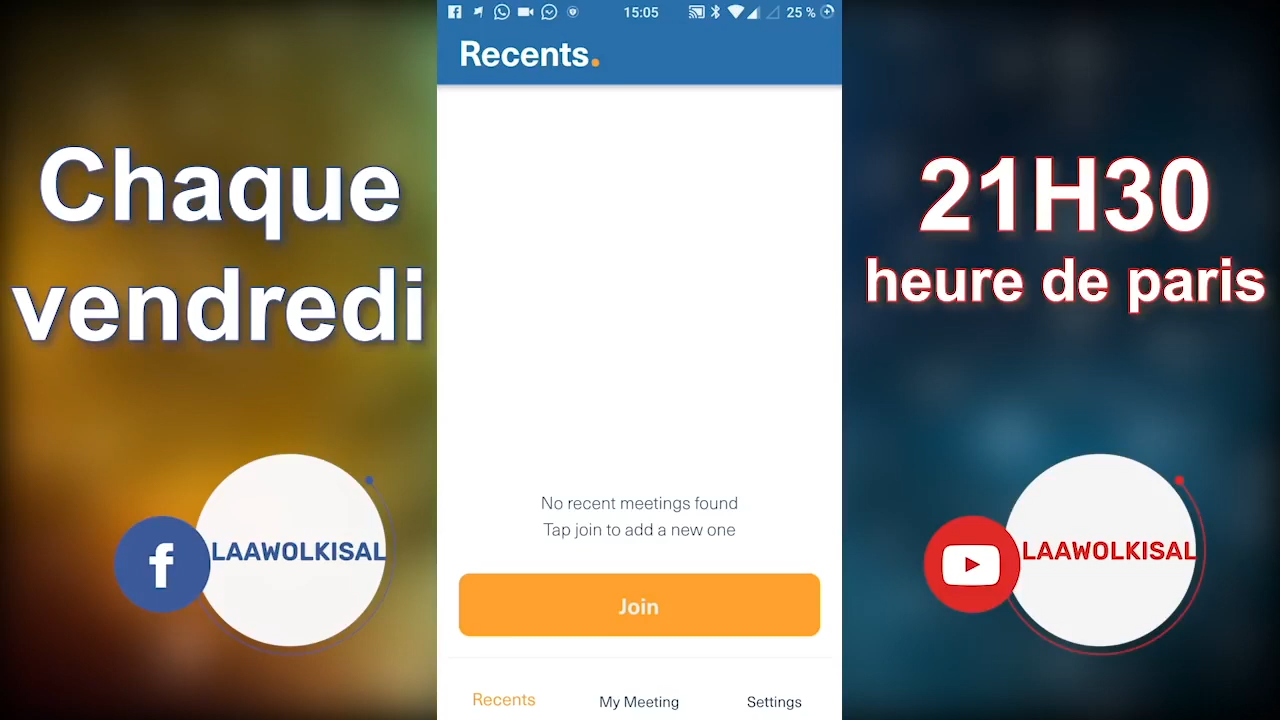 Chaque
vendredi
LAAWOLKISAL
15:05
25 %
Recents.
No recent meetings found
Tap join to add a new one
Join
Recents
My Meeting
Settings
21H30
heure de paris
LAAWOLKISAL